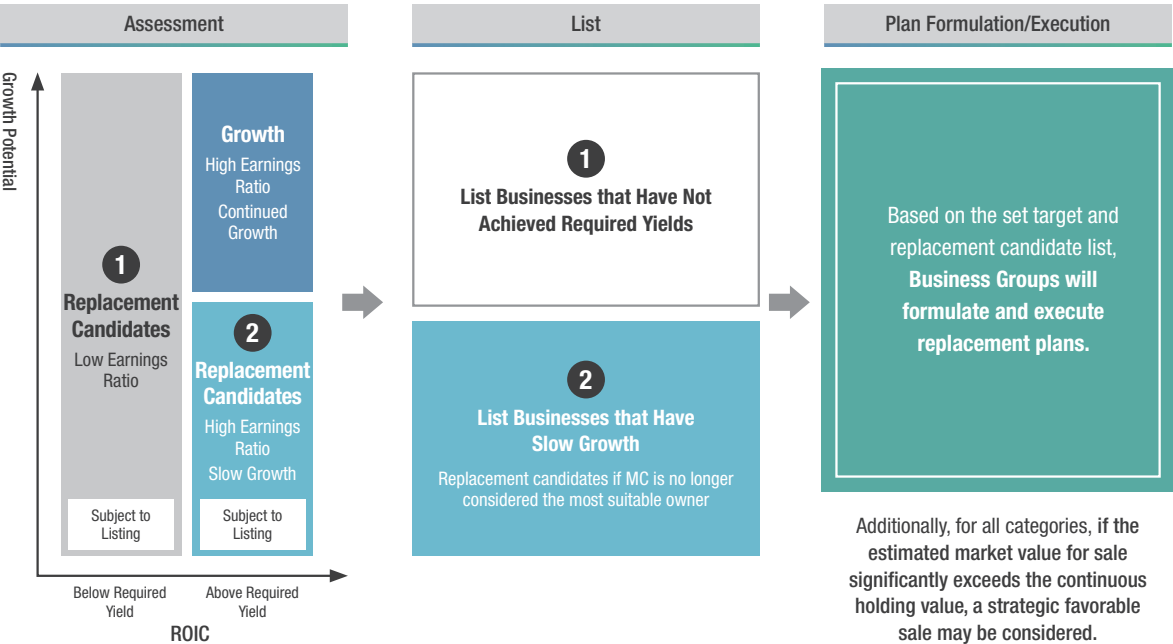 Assessment
List
Plan Formulation/Execution
Growth Potential
1
Replacement
Candidates
Low Earnings
Ratio
Subject to
Listing
Growth
High Earnings
Ratio
Continued
Growth
2
Replacement
Candidates
High Earnings
Ratio
Slow Growth
Subject to
Listing
Below Required
Yield
Above Required
Yield
ROIC
1
List Businesses that Have Not
Achieved Required Yields
2
List Businesses that Have
Slow Growth
Replacement candidates if MC is no longer
considered the most suitable owner
Based on the set target and
replacement candidate list,
Business Groups will
formulate and execute
replacement plans.
Additionally, for all categories, if the
estimated market value for sale
significantly exceeds the continuous
holding value, a strategic favorable
sale may be considered.